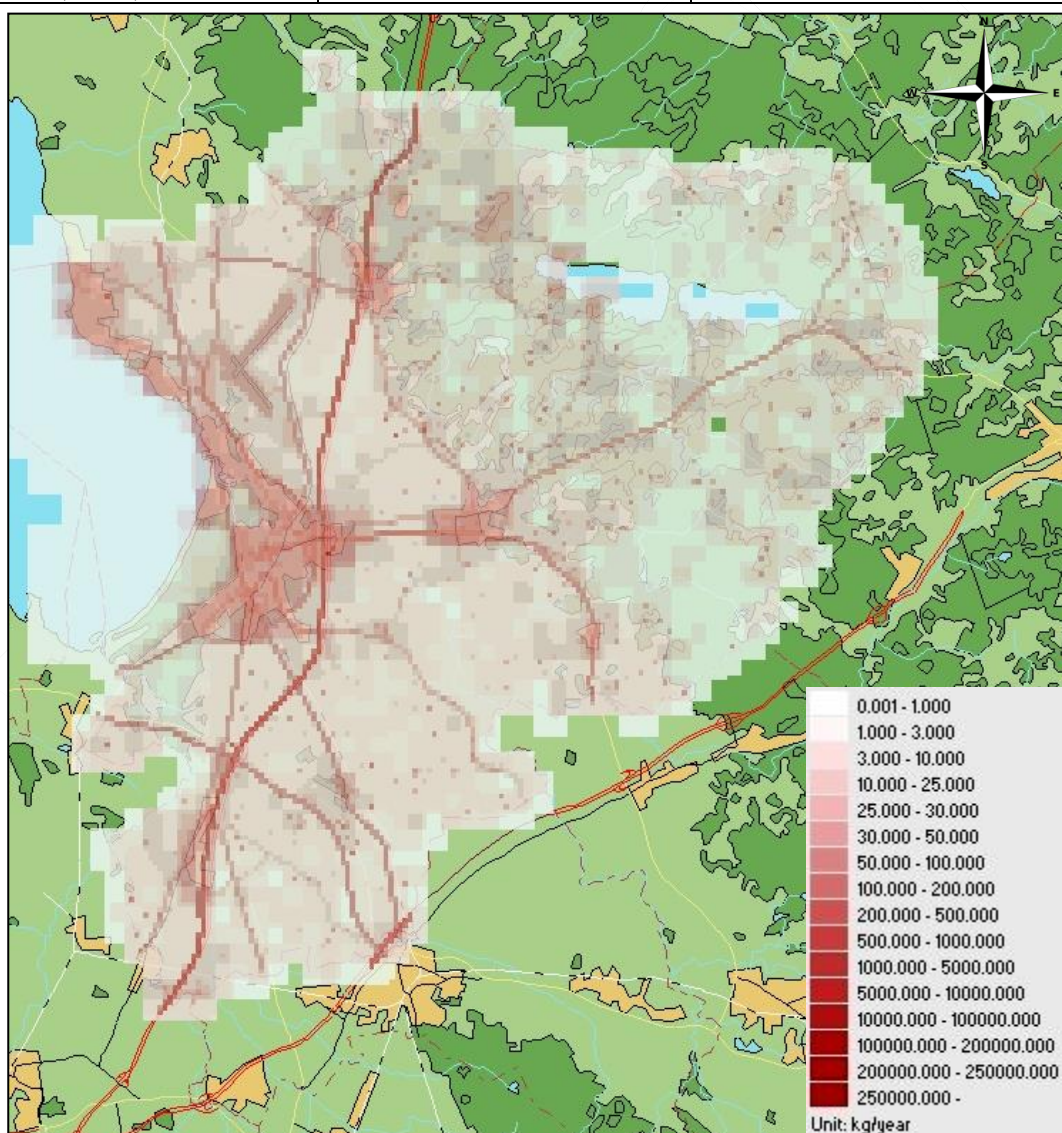 N
W
E
S
0.001 - 1.000
1.000 - 3.000
3.000 - 10.000
10.000 - 25.000
25.000 - 30.000
30.000 - 50.000
50.000 - 100.000
100.000 - 200.000
200.000 - 500.000
500.000 - 1000.000
1000.000 - 5000.000
5000.000 - 10000.000
10000.000 - 100000.000
100000.000 - 200000.000
200000.000 - 250000.000
250000.000 -
Unit: kg/year